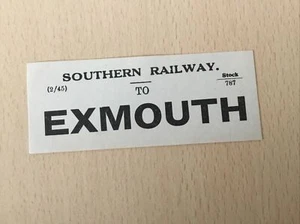 SOUTHERN RAILWAY.
(2/45) TO Stock 787
EXMOUTH